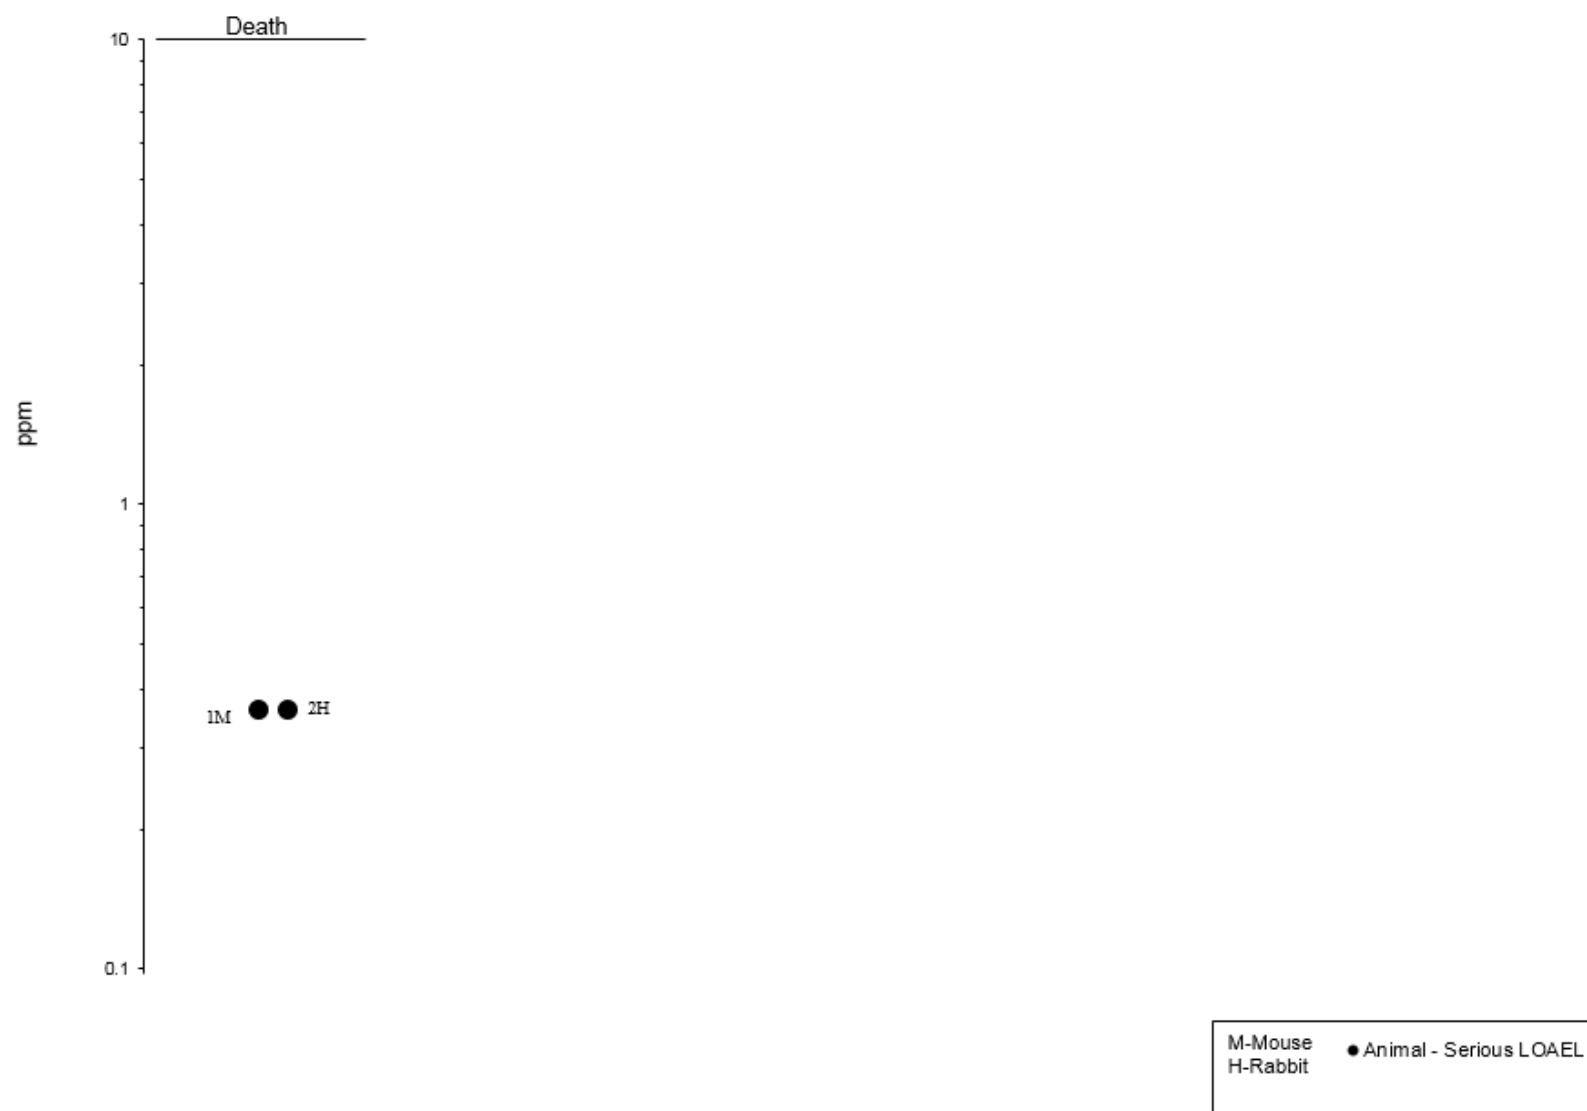 Death
10
ppm
1
1M
2H
0.1
M-Mouse
H-Rabbit
Animal - Serious LOAEL